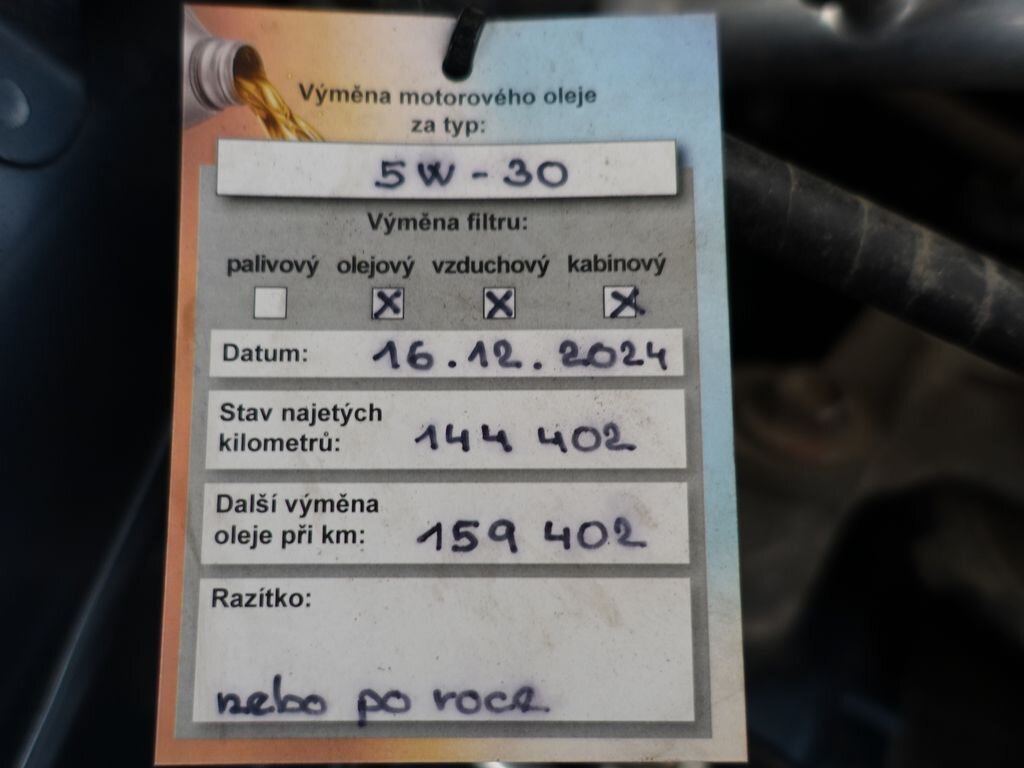 Výměna motorového oleje
za typ:
5W-30
Výměna filtru:
palivový olejový vzduchový kabinový
X X X
Datum: 16.12.2024
Stav najetých
kilometrů: 144 402
Další výměna
oleje při km: 159 402
Razítko:
nebo po roce